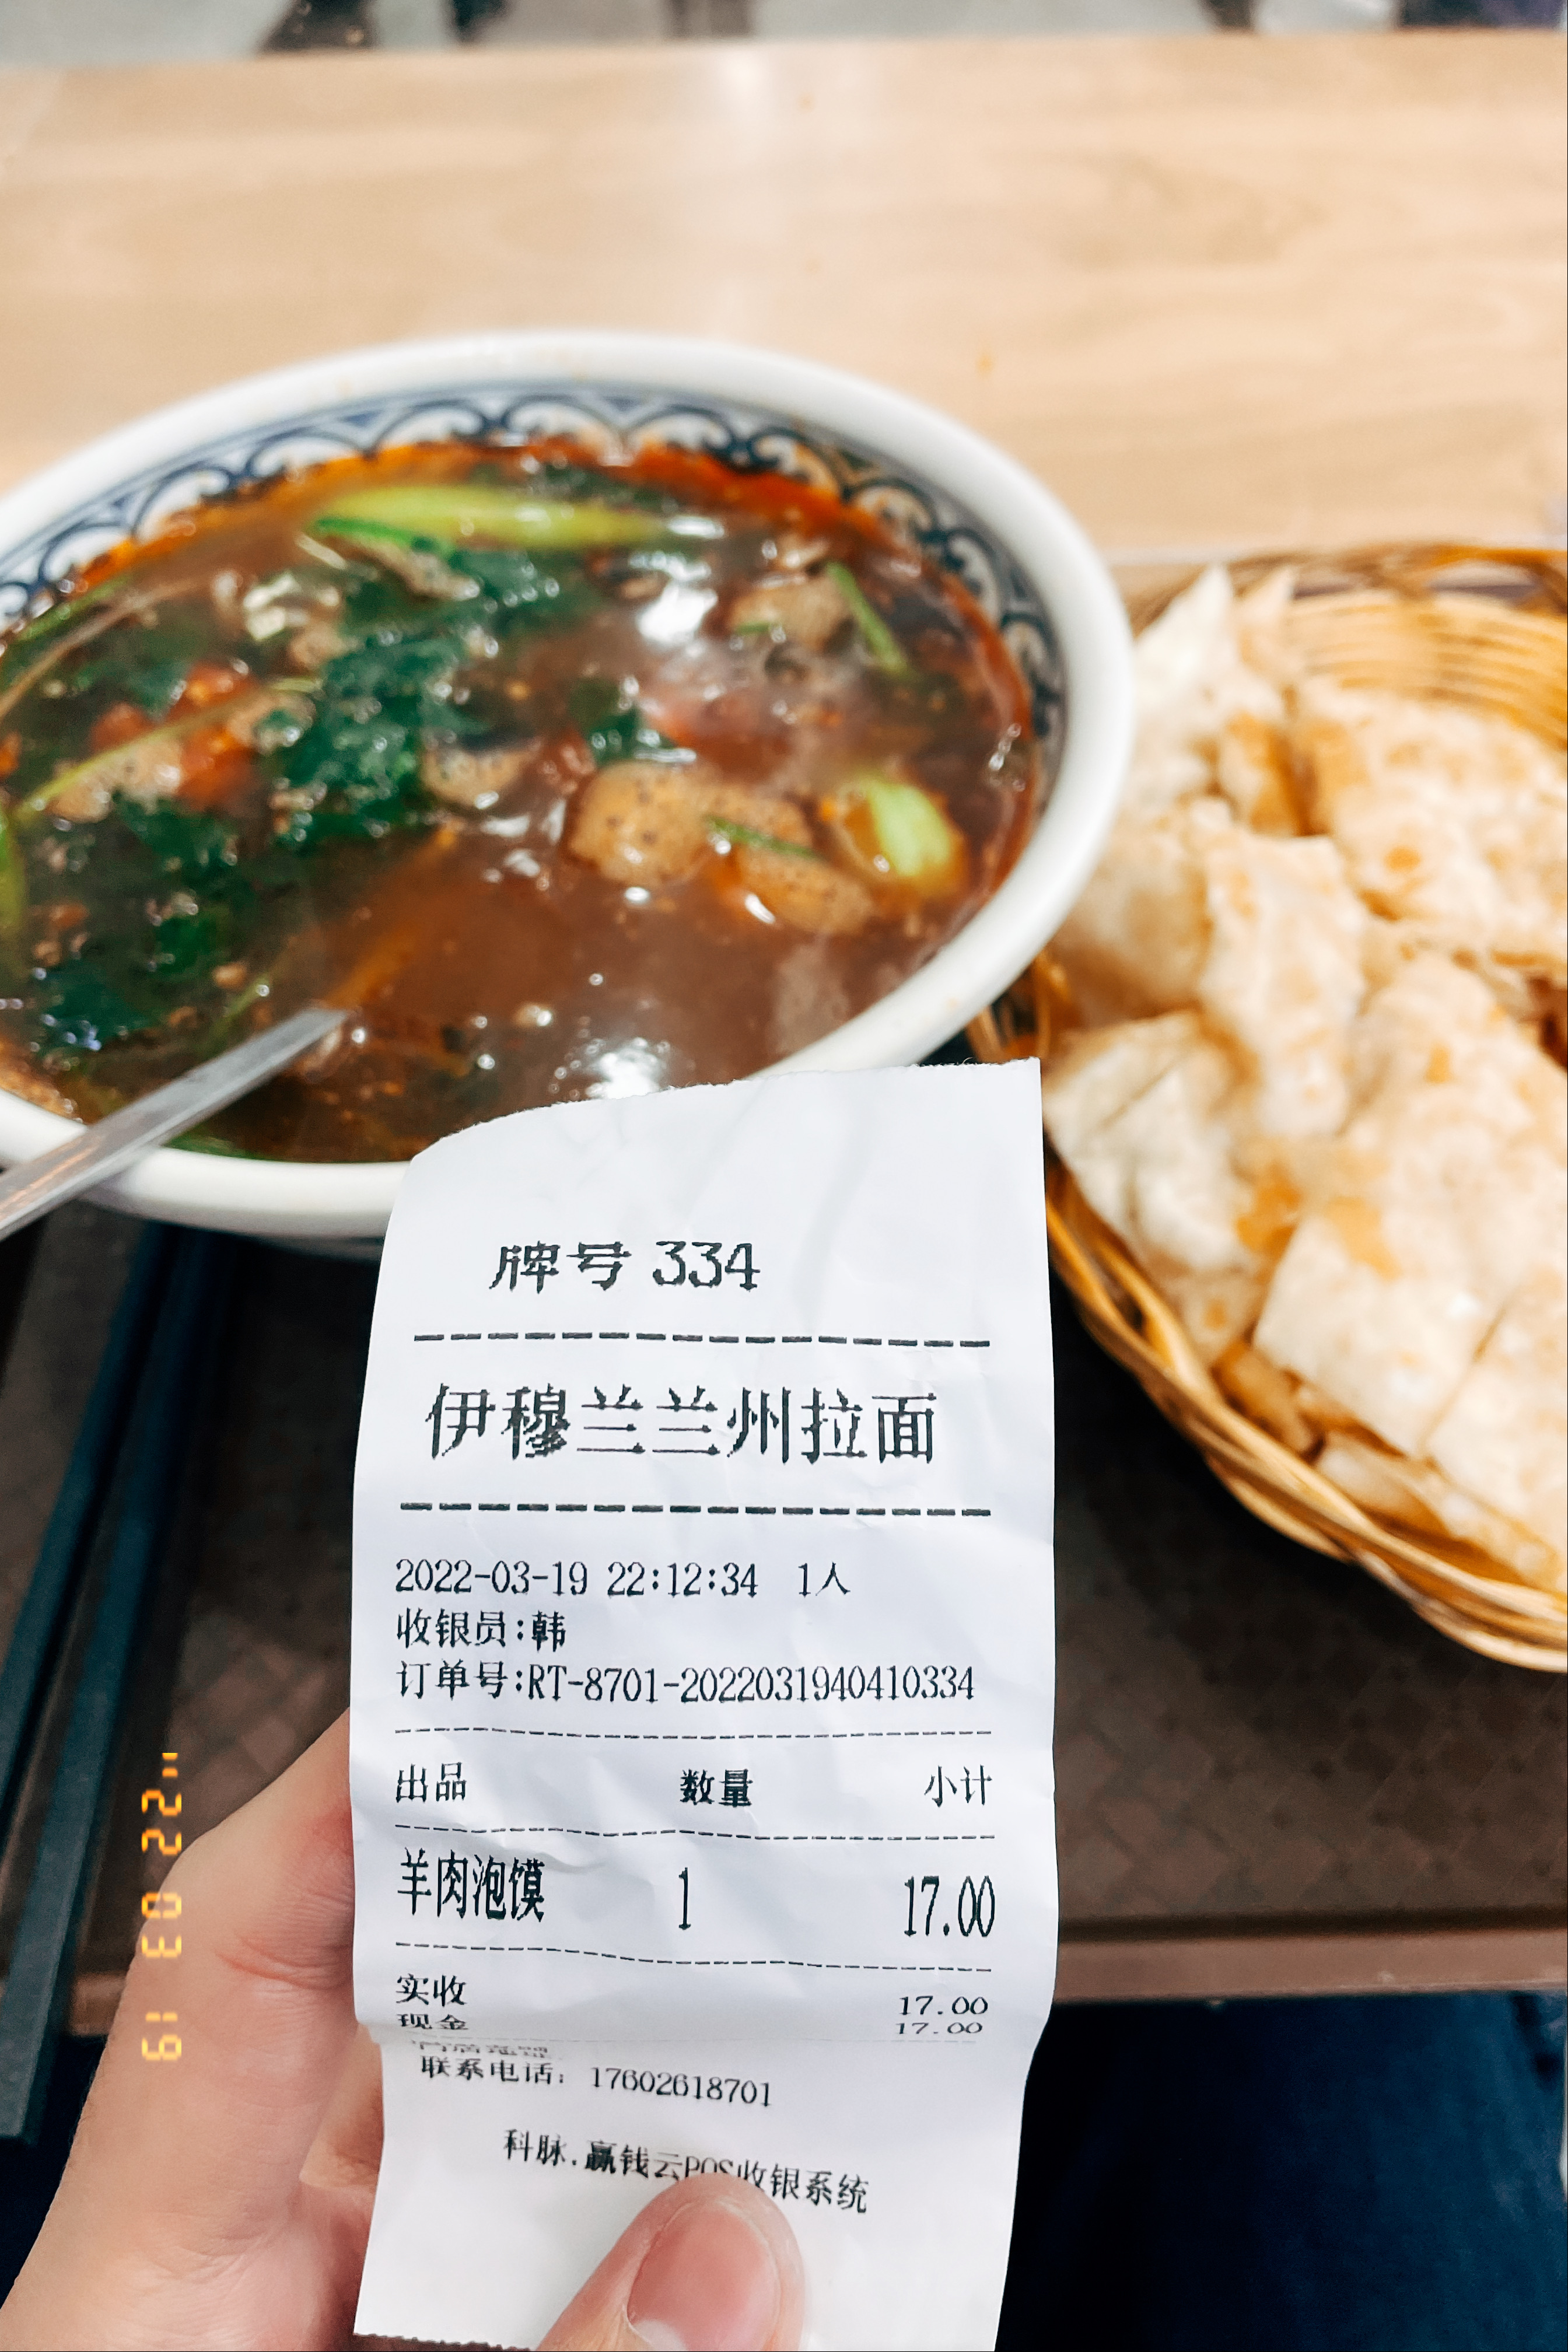 牌号 334
伊穆兰兰州拉面
2022-03-19 22:12:34 1人
收银员:韩
订单号:RT-8701-2022031940410334
出品 数量 小计
羊肉泡馍 1 17.00
实收 17.00
现金 17.00
联系电话: 17602618701
科脉.赢钱云POS收银系统
'22 03 19